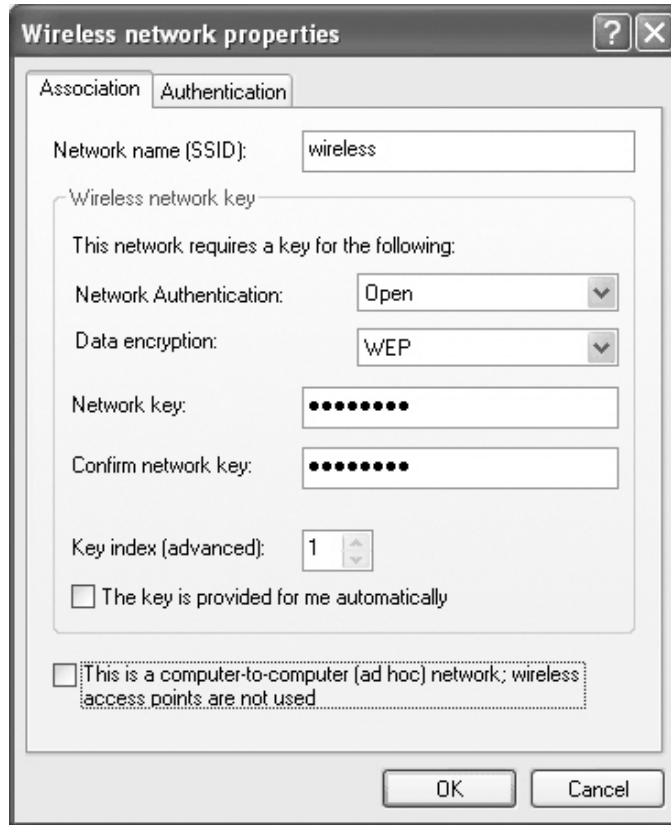 Wireless network properties
Association
Authentication
Network name (SSID):
wireless
Wireless network key
This network requires a key for the following:
Network Authentication:
Open
Data encryption:
WEP
Network key:
••••••••
Confirm network key:
••••••••
Key index (advanced):
1
The key is provided for me automatically
This is a computer-to-computer (ad hoc) network; wireless
access points are not used
OK
Cancel